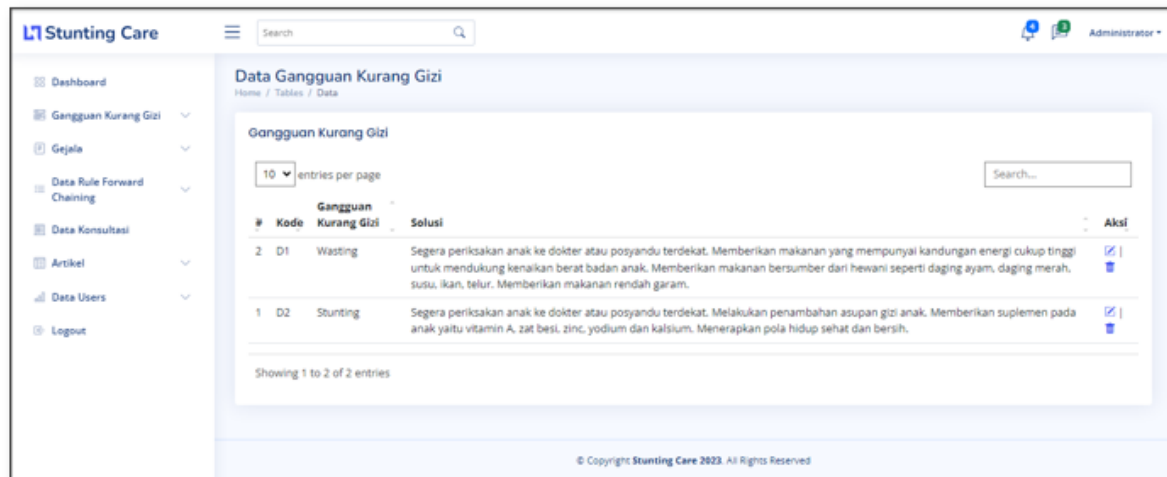 Stunting Care
Search
4
3
Administrator
Dashboard
Gangguan Kurang Gizi
Gejala
Data Rule Forward
Chaining
Data Konsultasi
Artikel
Data Users
Logout
Data Gangguan Kurang Gizi
Home / Tables / Data
Gangguan Kurang Gizi
10 entries per page
Search...
# Kode Gangguan Kurang Gizi Solusi Aksi
2 D1 Wasting Segera periksakan anak ke dokter atau posyandu terdekat. Memberikan makanan yang mempunyai kandungan energi cukup tinggi |
untuk mendukung kenaikan berat badan anak. Memberikan makanan bersumber dari hewani seperti daging ayam, daging merah,
susu, ikan, telur. Memberikan makanan rendah garam.
1 D2 Stunting Segera periksakan anak ke dokter atau posyandu terdekat. Melakukan penambahan asupan gizi anak. Memberikan suplemen pada |
anak yaitu vitamin A, zat besi, zinc, yodium dan kalsium. Menerapkan pola hidup sehat dan bersih.
Showing 1 to 2 of 2 entries
© Copyright Stunting Care 2023. All Rights Reserved